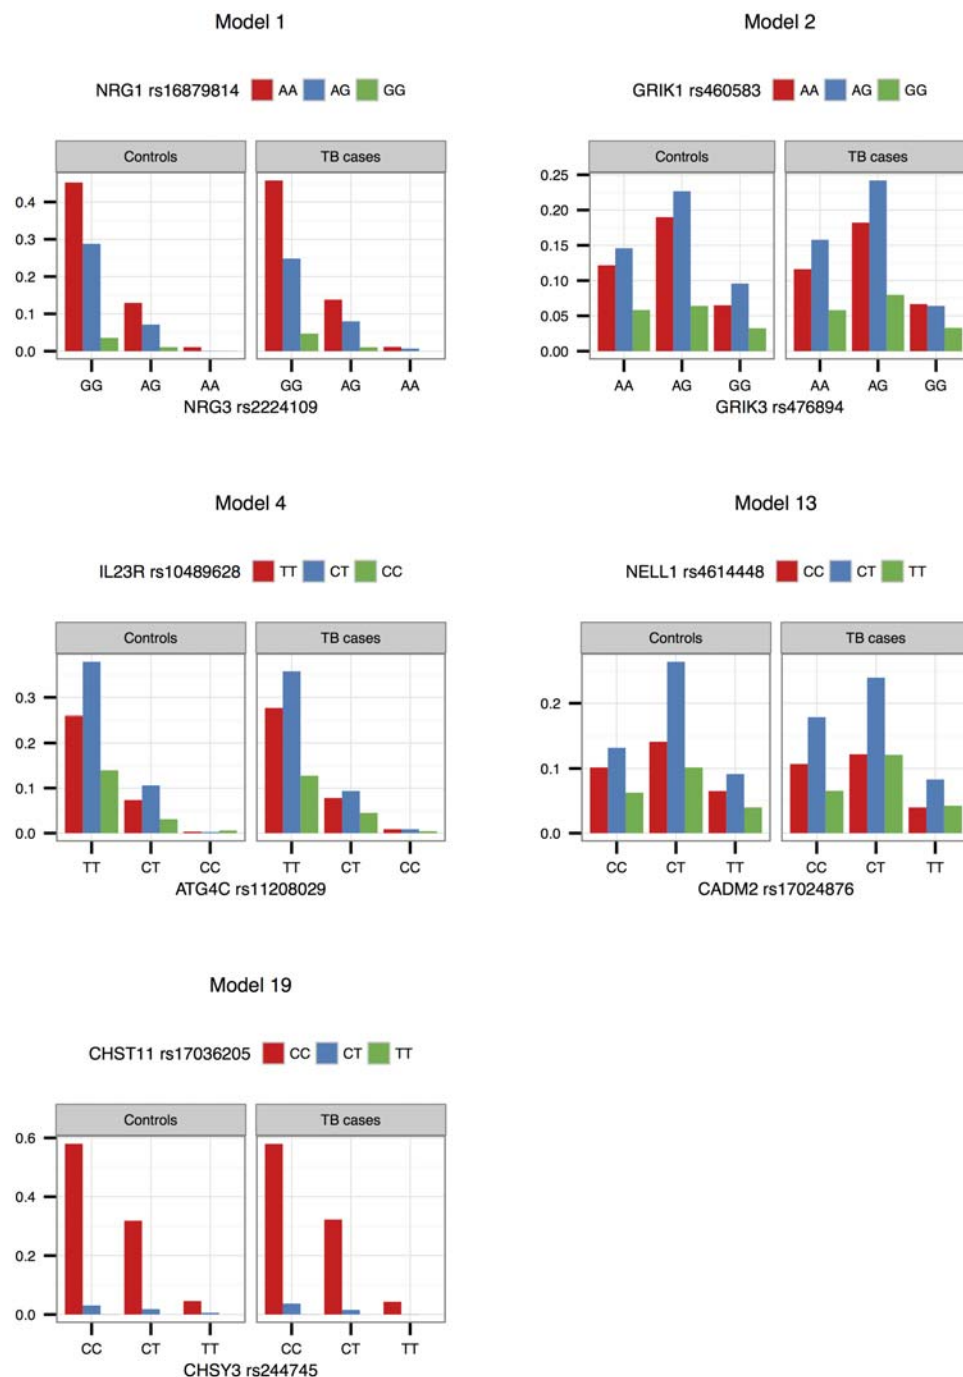 Model 1
NRG1 rs16879814 AA AG GG
Controls TB cases
0.4
0.3
0.2
0.1
0.0
GG AG AA GG AG AA
NRG3 rs2224109
Model 2
GRIK1 rs460583 AA AG GG
Controls TB cases
0.25
0.20
0.15
0.10
0.05
0.00
AA AG GG AA AG GG
GRIK3 rs476894
Model 4
IL23R rs10489628 TT CT CC
Controls TB cases
0.3
0.2
0.1
0.0
TT CT CC TT CT CC
ATG4C rs11208029
Model 13
NELL1 rs4614448 CC CT TT
Controls TB cases
0.2
0.1
0.0
CC CT TT CC CT TT
CADM2 rs17024876
Model 19
CHST11 rs17036205 CC CT TT
Controls TB cases
0.6
0.4
0.2
0.0
CC CT TT CC CT TT
CHSY3 rs244745